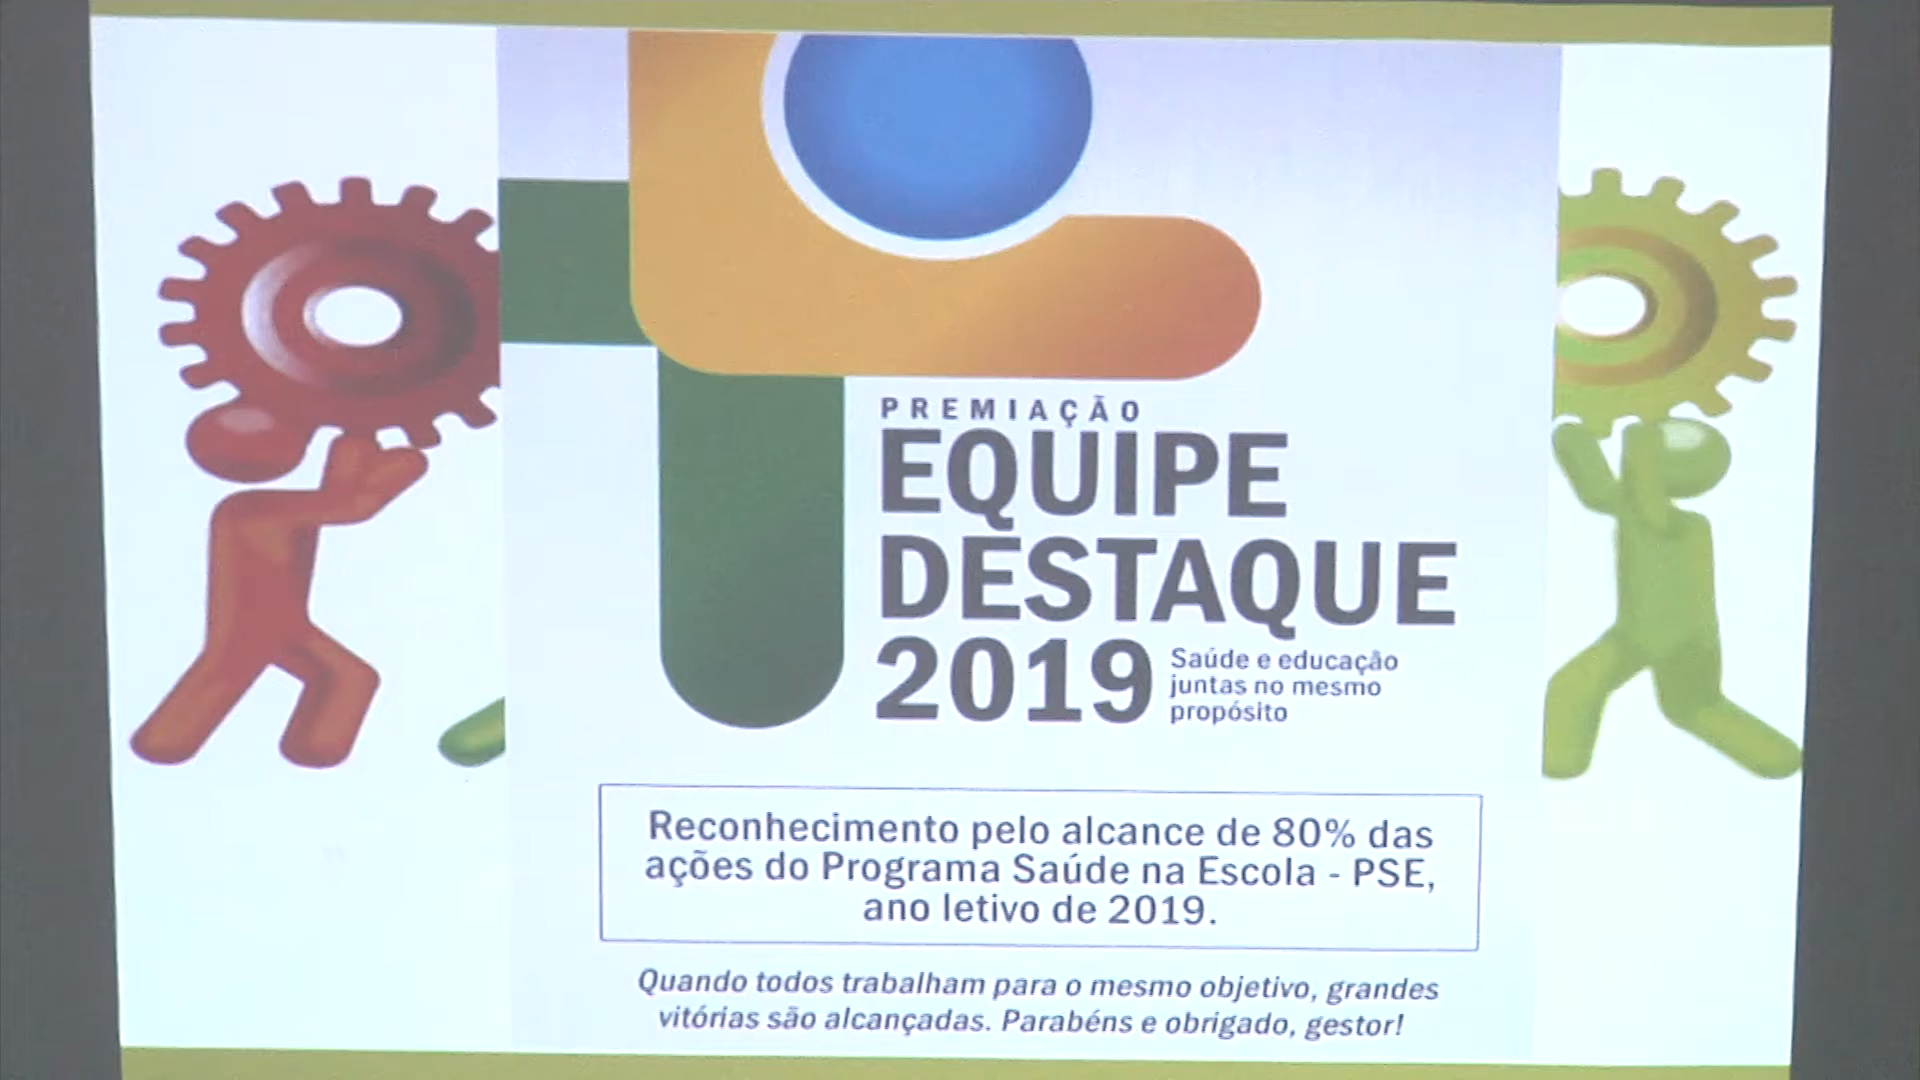 PREMIAÇÃO
EQUIPE
DESTAQUE
2019
Saúde e educação
juntas no mesmo
propósito
Reconhecimento pelo alcance de 80% das
ações do Programa Saúde na Escola - PSE,
ano letivo de 2019.
Quando todos trabalham para o mesmo objetivo, grandes
vitórias são alcançadas. Parabéns e obrigado, gestor!